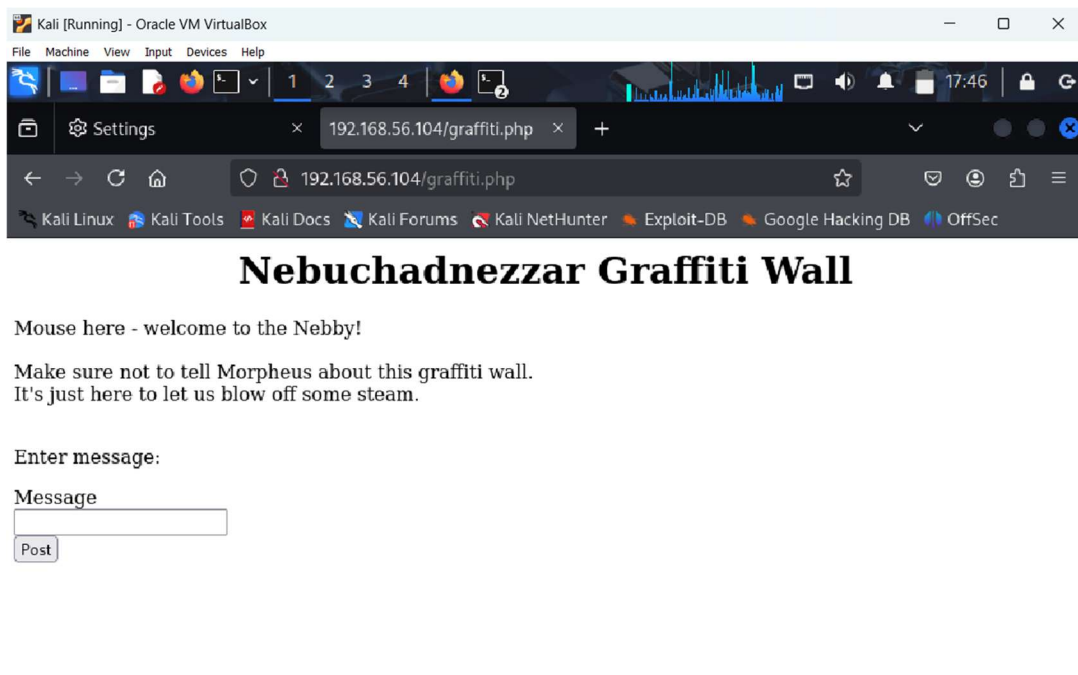 Kali [Running] - Oracle VM VirtualBox
File Machine View Input Devices Help
1 2 3 4 2 17:46
Settings 192.168.56.104/graffiti.php
192.168.56.104/graffiti.php
Kali Linux Kali Tools Kali Docs Kali Forums Kali NetHunter Exploit-DB Google Hacking DB OffSec
Nebuchadnezzar Graffiti Wall
Mouse here - welcome to the Nebby!
Make sure not to tell Morpheus about this graffiti wall.
It's just here to let us blow off some steam.
Enter message:
Message
Post